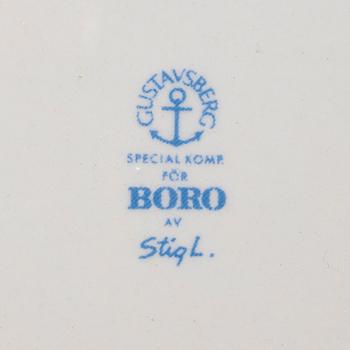 GUSTAVSBERG
SPECIAL KOMP.
FÖR
BORO
AV
Stig L.